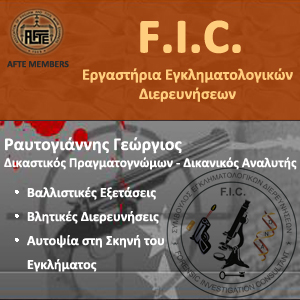 AFTE
AFTE MEMBERS
F.I.C.
Εργαστήρια Εγκληματολογικών
Διερευνήσεων
Ραυτογιάννης Γεώργιος
Δικαστικός Πραγματογνώμων - Δικανικός Αναλυτής
• Βαλλιστικές Εξετάσεις
• Βλητικές Διερευνήσεις
• Αυτοψία στη Σκηνή του
Εγκλήματος
F.I.C.